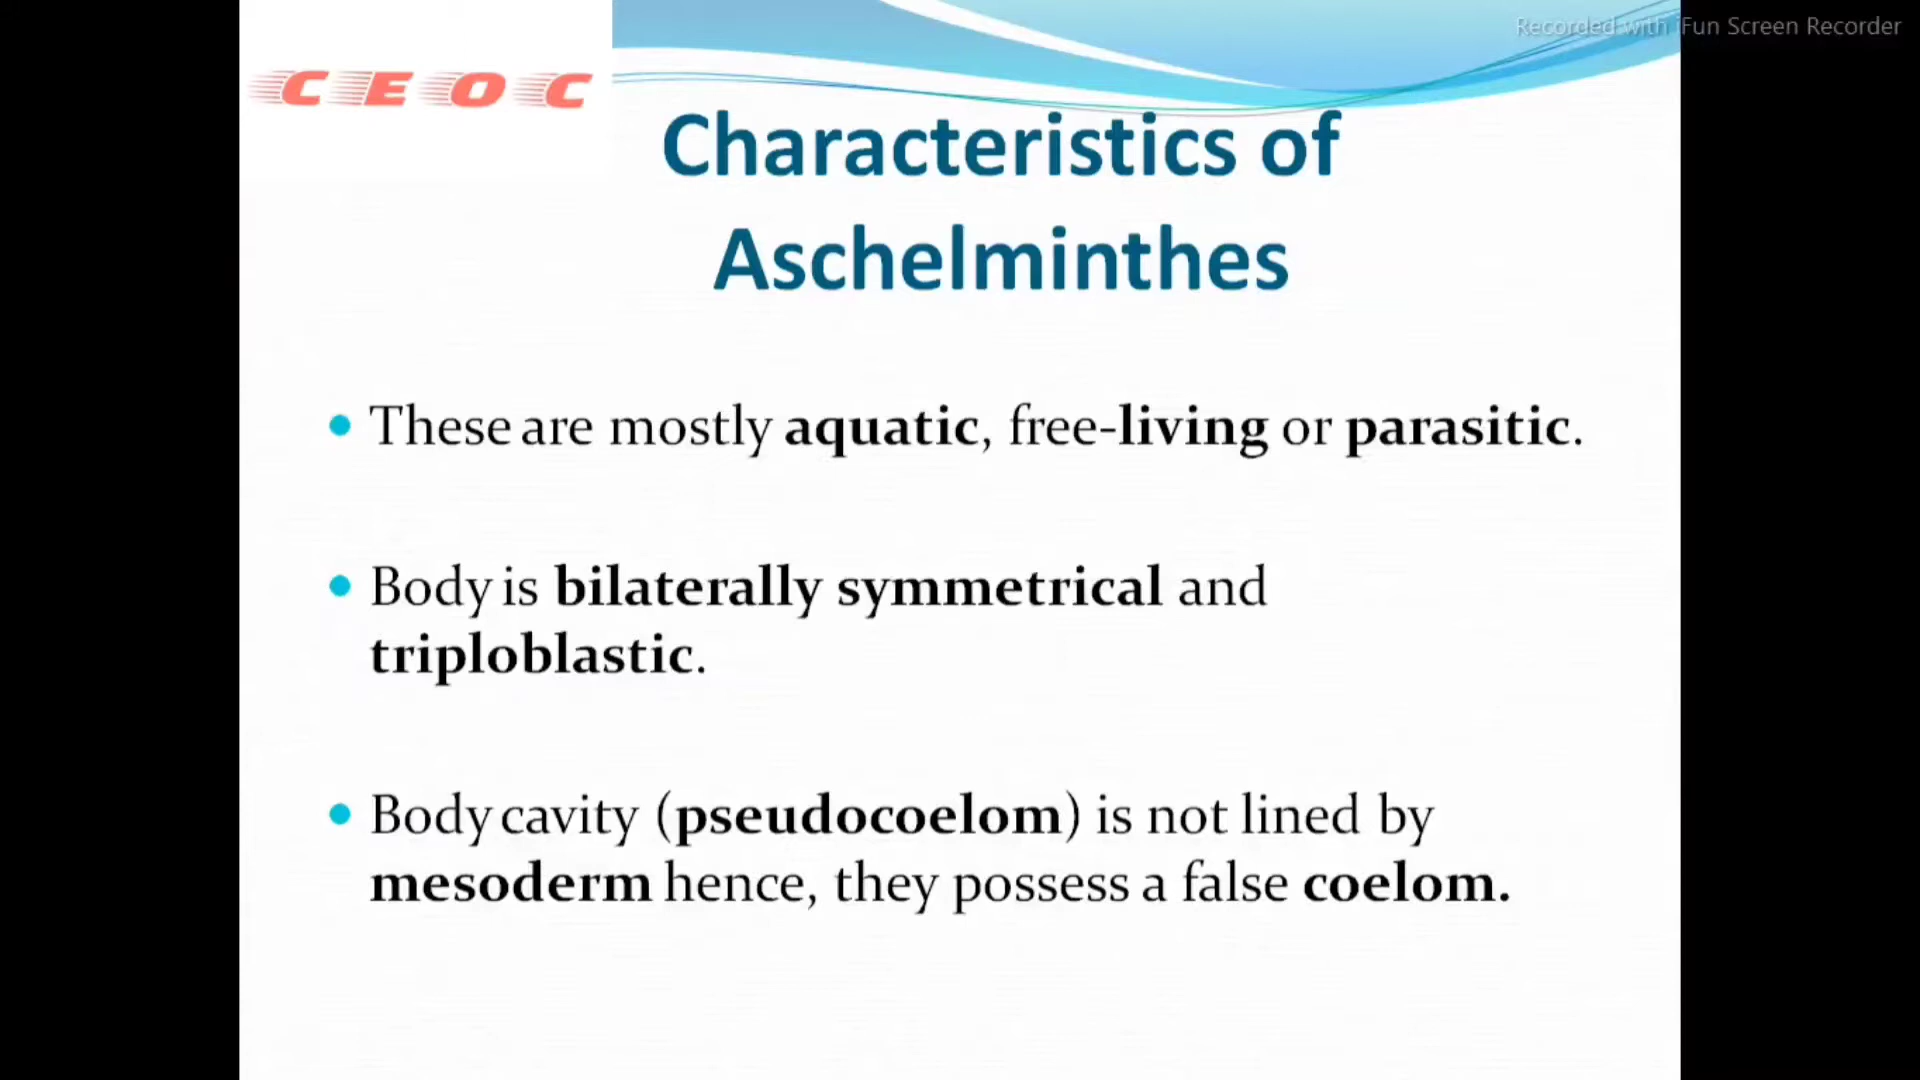 Recorded with iFun Screen Recorder
CEOC
Characteristics of
Aschelminthes
• These are mostly aquatic, free-living or parasitic.
• Body is bilaterally symmetrical and
triploblastic.
• Body cavity (pseudocoelom) is not lined by
mesoderm hence, they possess a false coelom.